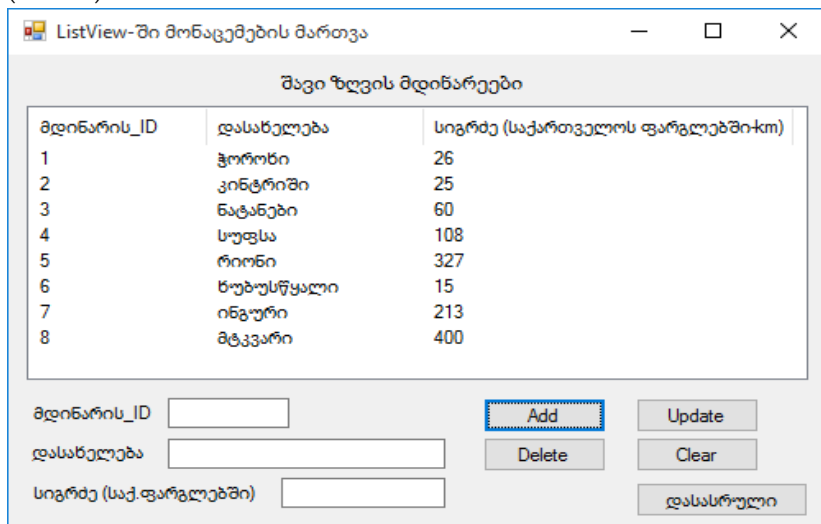 ListView-ში მონაცემების მართვა
შავი ზღვის მდინარეები
მდინარის_ID დასახელება სიგრძე (საქართველოს ფარგლებში-km)
1 ჭოროხი 26
2 კინტრიში 25
3 ნატანები 60
4 სუფსა 108
5 რიონი 327
6 ხუბუსწყალი 15
7 ინგური 213
8 მტკვარი 400
მდინარის_ID Add Update
დასახელება Delete Clear
სიგრძე (საქ.ფარგლებში) დასასრული